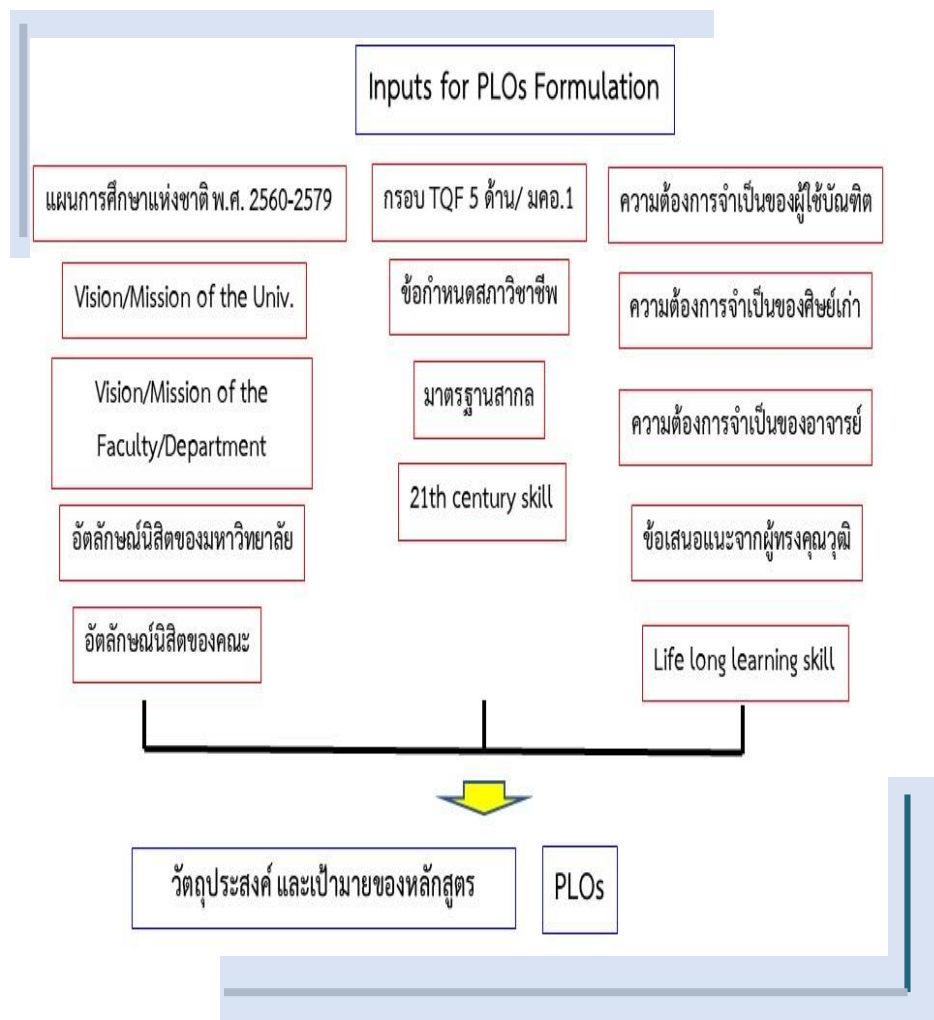 Inputs for PLOs Formulation
แผนการศึกษาแห่งชาติ พ.ศ. 2560-2579
Vision/Mission of the Univ.
Vision/Mission of the
Faculty/Department
อัตลักษณ์นิสิตของมหาวิทยาลัย
อัตลักษณ์นิสิตของคณะ
กรอบ TQF 5 ด้าน/ มคอ.1
ข้อกำหนดสภาวิชาชีพ
มาตรฐานสากล
21th century skill
ความต้องการจำเป็นของผู้ใช้บัณฑิต
ความต้องการจำเป็นของศิษย์เก่า
ความต้องการจำเป็นของอาจารย์
ข้อเสนอแนะจากผู้ทรงคุณวุฒิ
Life long learning skill
วัตถุประสงค์ และเป้ามายของหลักสูตร
PLOs